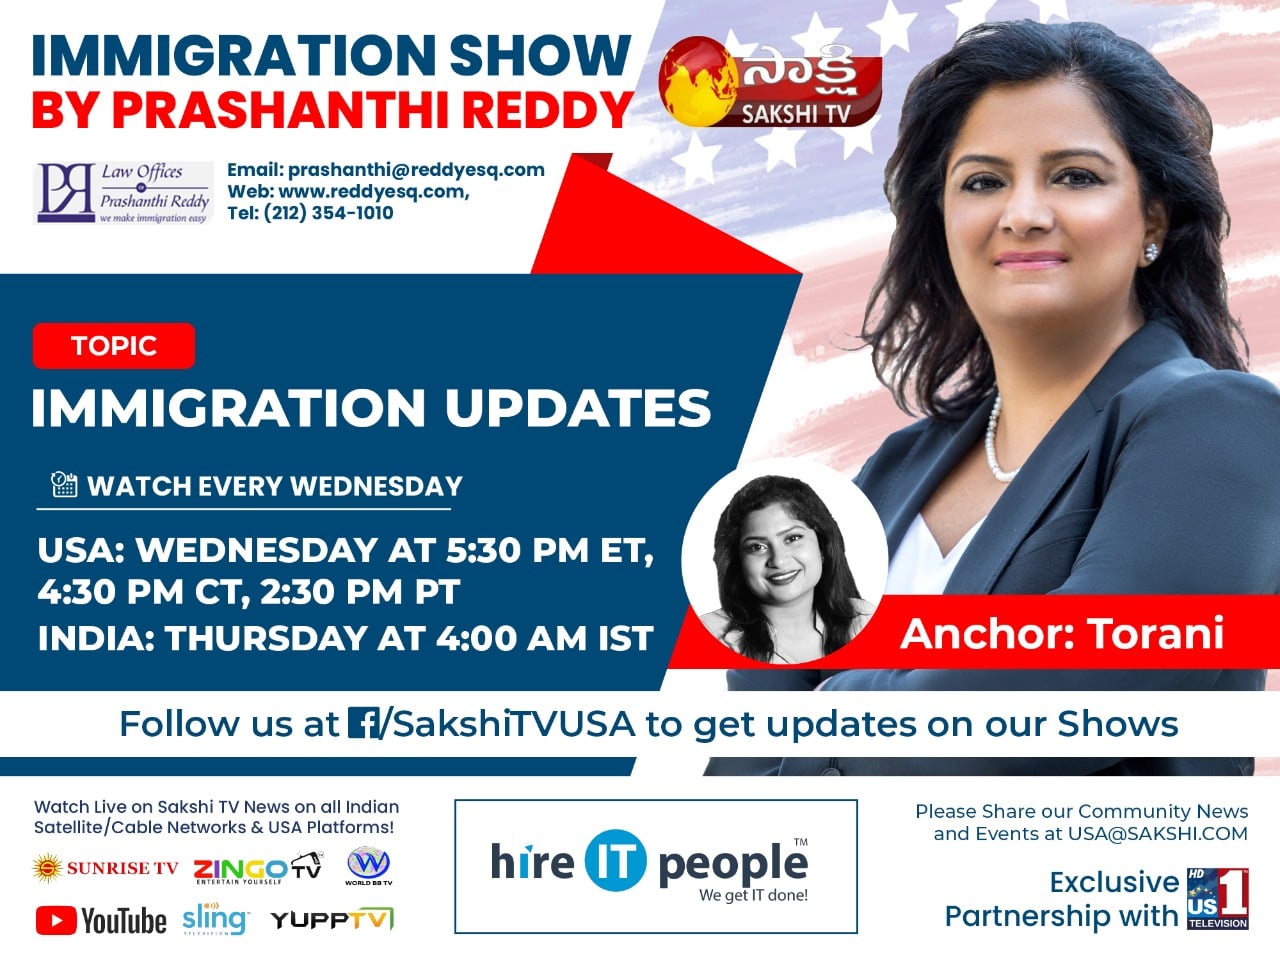 IMMIGRATION SHOW
BY PRASHANTHI REDDY
సాక్షి
SAKSHI TV
PR
Law Offices
OF
Prashanthi Reddy
we make immigration easy
Email: prashanthi@reddyesq.com
Web: www.reddyesq.com,
Tel: (212) 354-1010
TOPIC
IMMIGRATION UPDATES
WATCH EVERY WEDNESDAY
USA: WEDNESDAY AT 5:30 PM ET,
4:30 PM CT, 2:30 PM PT
INDIA: THURSDAY AT 4:00 AM IST
Anchor: Torani
Follow us at f/SakshiTVUSA to get updates on our Shows
Watch Live on Sakshi TV News on all Indian
Satellite/Cable Networks & USA Platforms!
SUNRISE TV
ZINGO TV
ENTERTAIN YOURSELF
W
WORLD BB TV
YouTube
sling
TELEVISION
YUPPTV
hire IT people™
We get IT done!
Please Share our Community News
and Events at USA@SAKSHI.COM
Exclusive
Partnership with
HD
US 1
TELEVISION